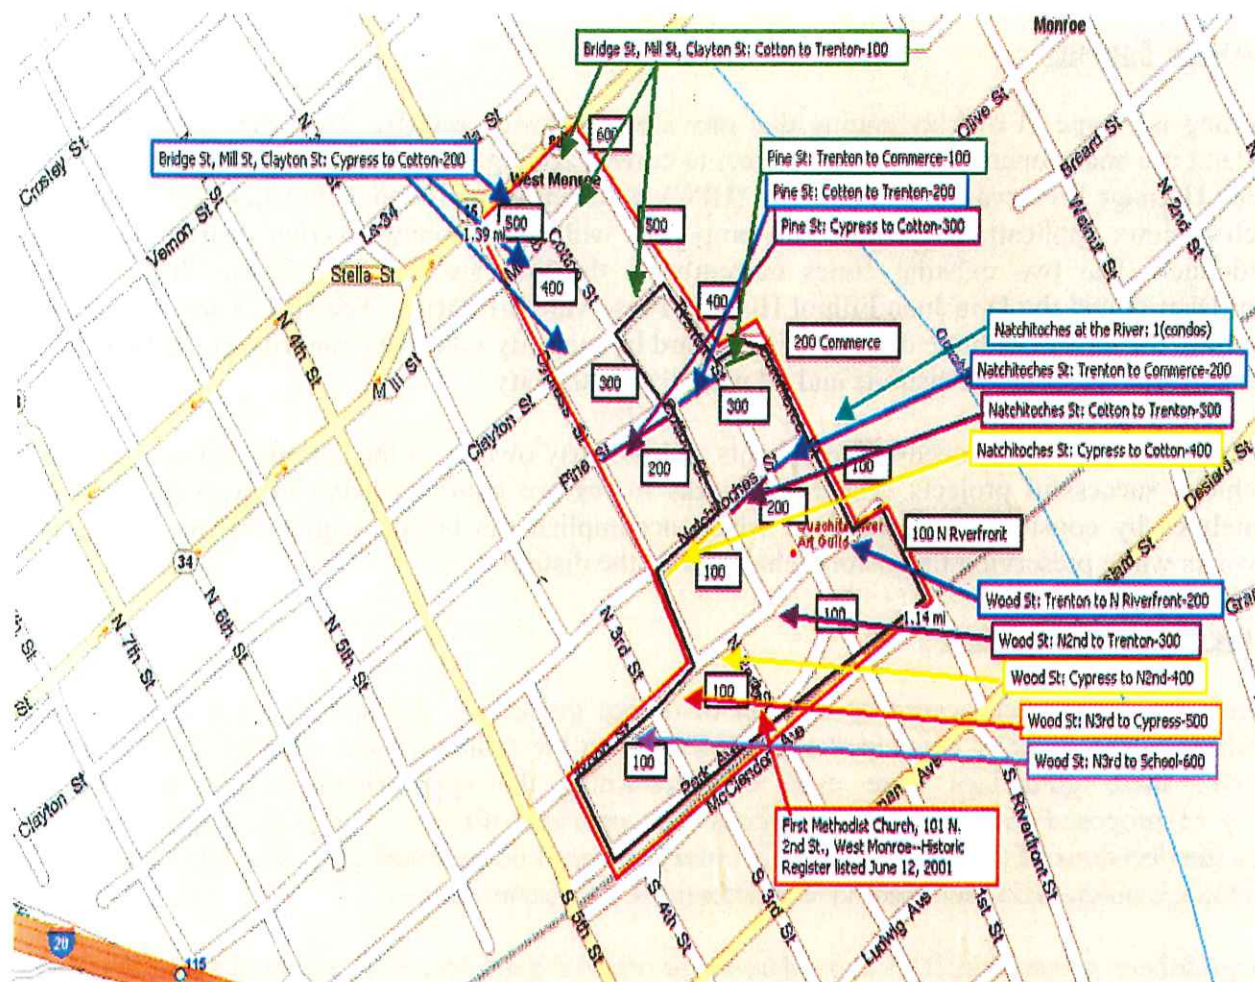 Monroe
Bridge St, Mill St, Clayton St: Cotton to Trenton-100
Olive St
Breard St
Walnut St
N 2nd St
Crosley St
Vernon St
La-34
Stella St
600
Bridge St, Mill St, Clayton St: Cypress to Cotton-200
West Monroe
Pine St: Trenton to Commerce-100
Pine St: Cotton to Trenton-200
Pine St: Cypress to Cotton-300
500
500
1.39 mi
400
400
200 Commerce
N 4th St
Mill St
Clayton St
Pine St
Cypress St
Cotton St
300
300
200
Natchitoches St
Natchitoches at the River: 1(condos)
Natchitoches St: Trenton to Commerce-200
Natchitoches St: Cotton to Trenton-300
Natchitoches St: Cypress to Cotton-400
100
200
Ouachita River
Art Guild
100 N Rverfront
Desiard St
34
100
100
1.14 mi
Wood St: Trenton to N Riverfront-200
Wood St: N2nd to Trenton-300
Wood St: Cypress to N2nd-400
Wood St: N3rd to Cypress-500
Wood St: N3rd to School-600
N 7th St
N 6th St
N 5th St
N 3rd St
100
100
Wood St
Park Ave
McClendon Ave
Clayton St
First Methodist Church, 101 N.
2nd St., West Monroe--Historic
Register listed June 12, 2001
S Riverfront St
S 5th St
S 4th St
S 3rd St
Ludwig Ave
1st St
20
115